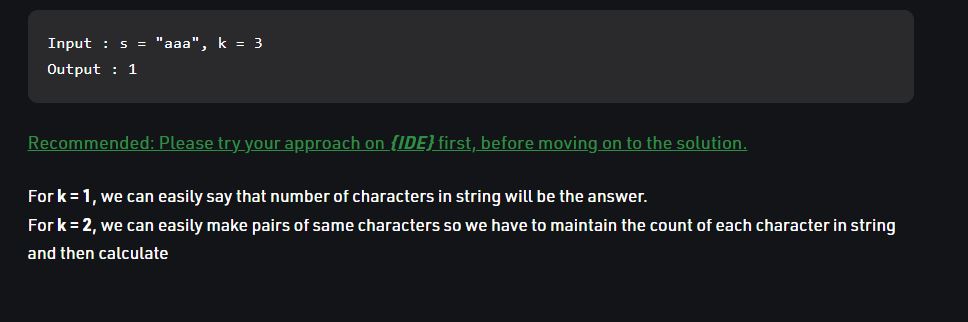 Input : s = "aaa", k = 3
Output : 1
Recommended: Please try your approach on {IDE} first, before moving on to the solution.
For k = 1, we can easily say that number of characters in string will be the answer.
For k = 2, we can easily make pairs of same characters so we have to maintain the count of each character in string
and then calculate